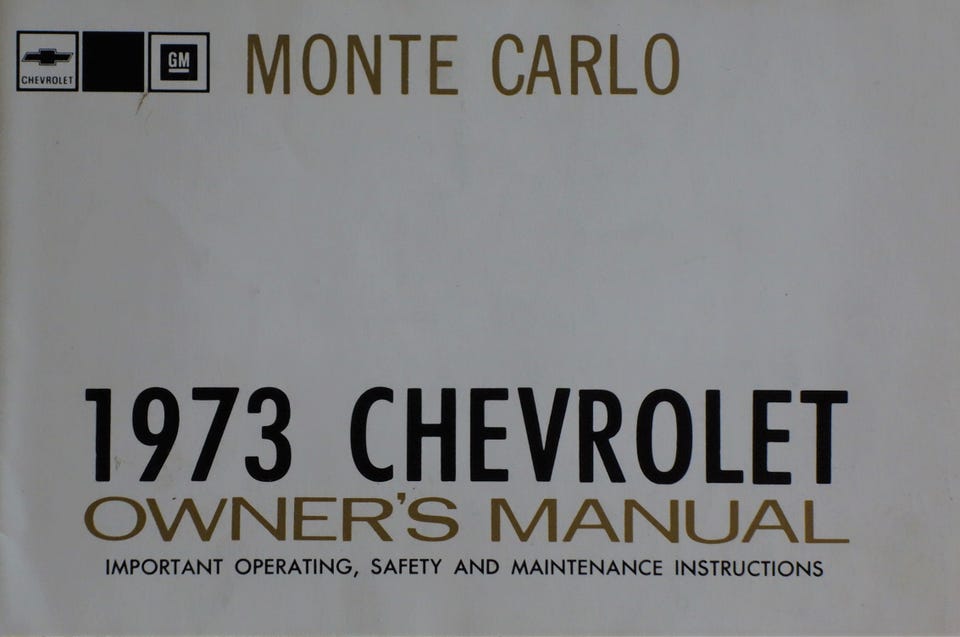 CHEVROLET
GM
MONTE CARLO
1973 CHEVROLET
OWNER'S MANUAL
IMPORTANT OPERATING, SAFETY AND MAINTENANCE INSTRUCTIONS